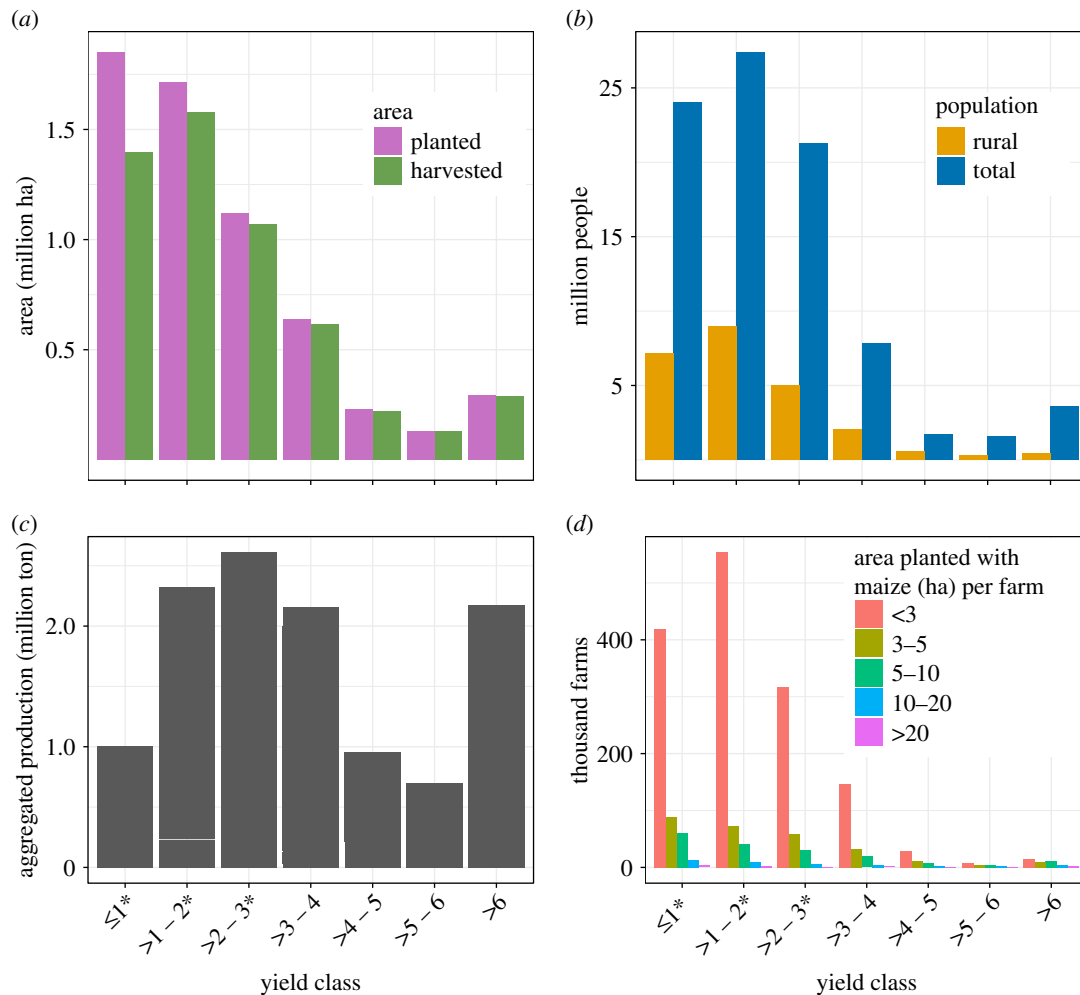 (a)
area (million ha)
1.5
1.0
0.5
area
planted
harvested
(b)
million people
25
15
5
population
rural
total
(c)
aggregated production (million ton)
2.0
1.0
0
≤1*
>1 – 2*
>2 – 3*
>3 – 4
>4 – 5
>5 – 6
>6
yield class
(d)
thousand farms
400
200
0
area planted with
maize (ha) per farm
<3
3–5
5–10
10–20
>20
≤1*
>1 – 2*
>2 – 3*
>3 – 4
>4 – 5
>5 – 6
>6
yield class